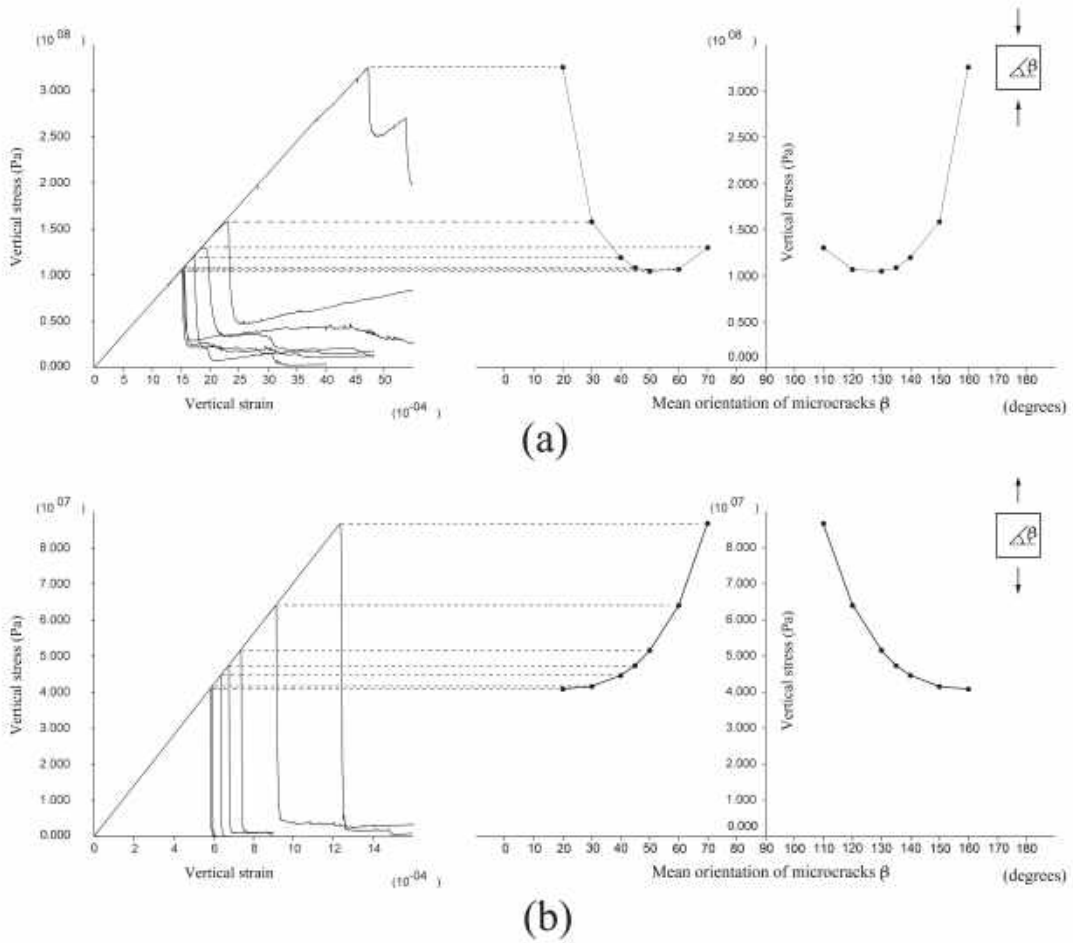 (10 08 )
(10 08 )
β
3.000
2.500
2.000
1.500
1.000
0.500
0.000
Vertical stress (Pa)
0 5 10 15 20 25 30 35 40 45 50
Vertical strain
(10-04 )
3.000
2.500
2.000
1.500
1.000
0.500
0.000
Vertical stress (Pa)
0 10 20 30 40 50 60 70 90 100 110 120 130 140 150 160 170 180
Mean orientation of microcracks β
(degrees)
(a)
(10 07 )
(10 07 )
β
8.000
7.000
6.000
5.000
4.000
3.000
2.000
1.000
0.000
Vertical stress (Pa)
0 2 4 6 8 10 12 14
Vertical strain
(10-04 )
8.000
7.000
6.000
5.000
4.000
3.000
2.000
1.000
0.000
Vertical stress (Pa)
0 10 20 30 40 50 60 70 90 100 110 120 130 140 150 160 170 180
Mean orientation of microcracks β
(degrees)
(b)